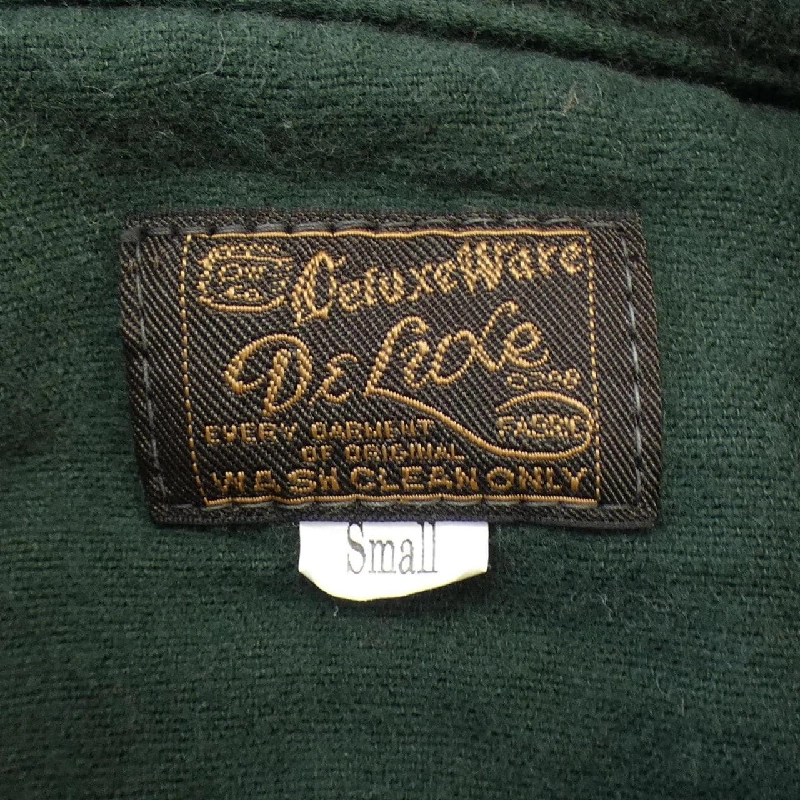 DeluxeWare
DELUXE
FABRIC
EVERY GARMENT
OF ORIGINAL
WASH CLEAN ONLY
Small